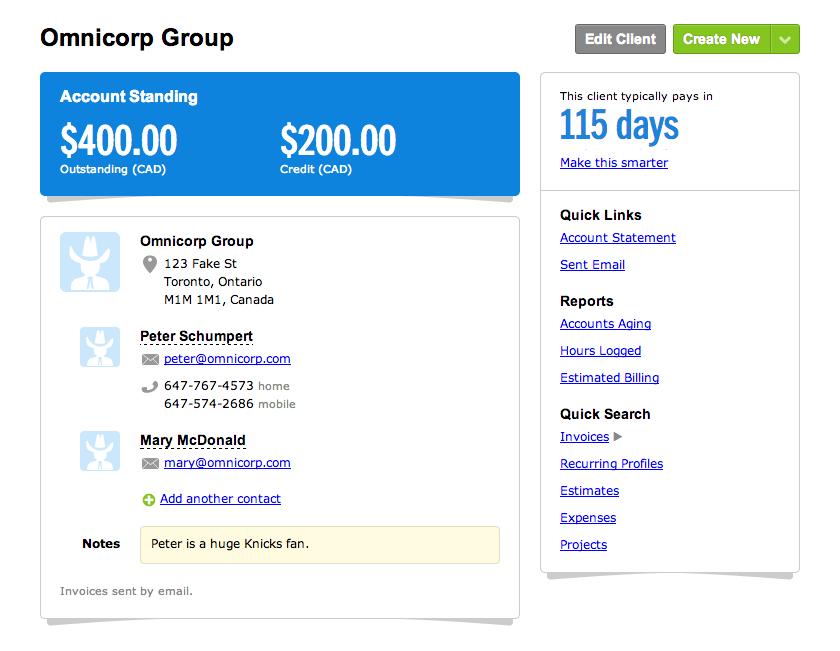 Omnicorp Group
Edit Client
Create New
Account Standing
$400.00
$200.00
Outstanding (CAD)
Credit (CAD)
Omnicorp Group
123 Fake St
Toronto, Ontario
M1M 1M1, Canada
Peter Schumpert
peter@omnicorp.com
647-767-4573 home
647-574-2686 mobile
Mary McDonald
mary@omnicorp.com
Add another contact
Notes
Peter is a huge Knicks fan.
Invoices sent by email.
This client typically pays in
115 days
Make this smarter
Quick Links
Account Statement
Sent Email
Reports
Accounts Aging
Hours Logged
Estimated Billing
Quick Search
Invoices
Recurring Profiles
Estimates
Expenses
Projects